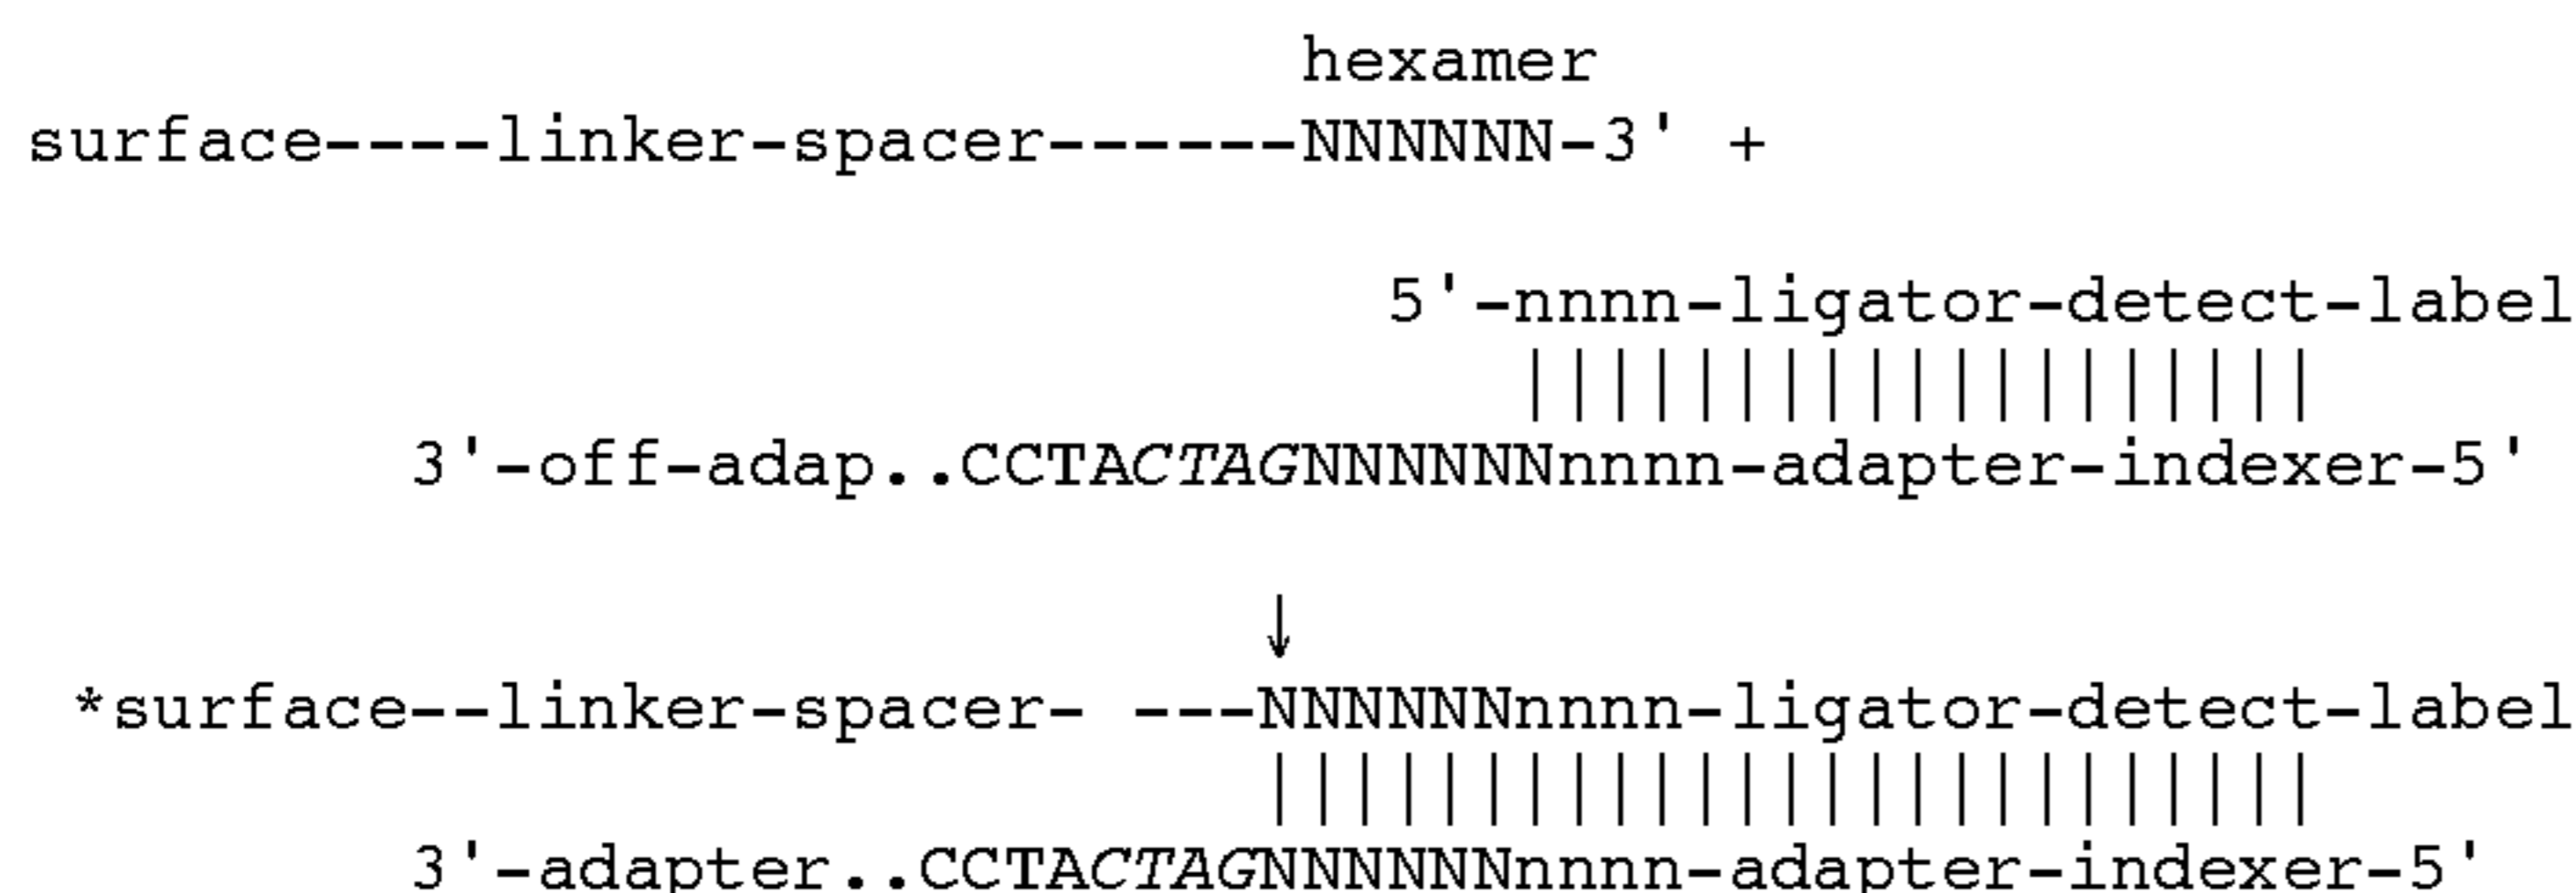 hexamer
surface----linker-spacer------NNNNNN-3' +
5'-nnnn-ligator-detect-label
||||||||||||||||||||
3'-off-adap..CCTACTAGNNNNNNnnnn-adapter-indexer-5'
↓
*surface--linker-spacer- ---NNNNNNnnnn-ligator-detect-label
|||||||||||||||||||||||||
3'-adapter..CCTACTAGNNNNNNnnnn-adapter-indexer-5'